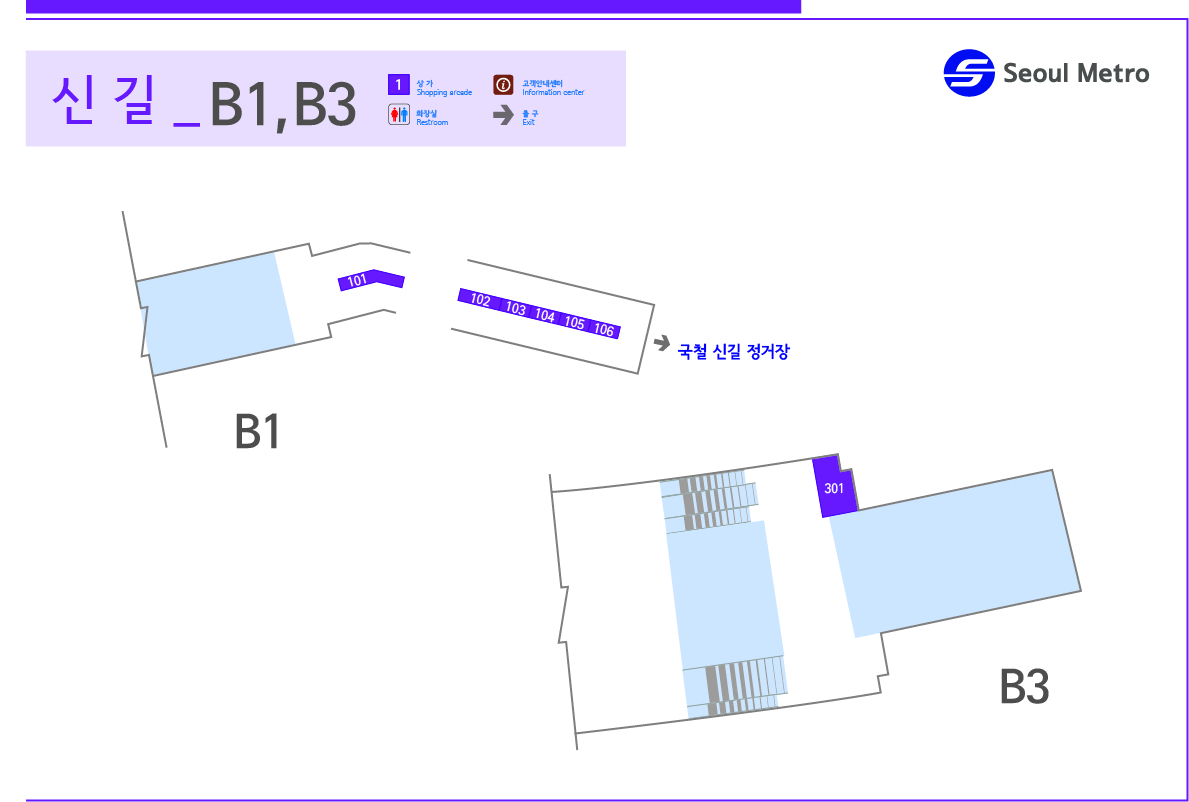 신 길 _ B1,B3
1 상 가
Shopping arcade
고객안내센터
Information center
화장실
Restroom
출 구
Exit
Seoul Metro
101
102 103 104 105 106
국철 신길 정거장
B1
301
B3